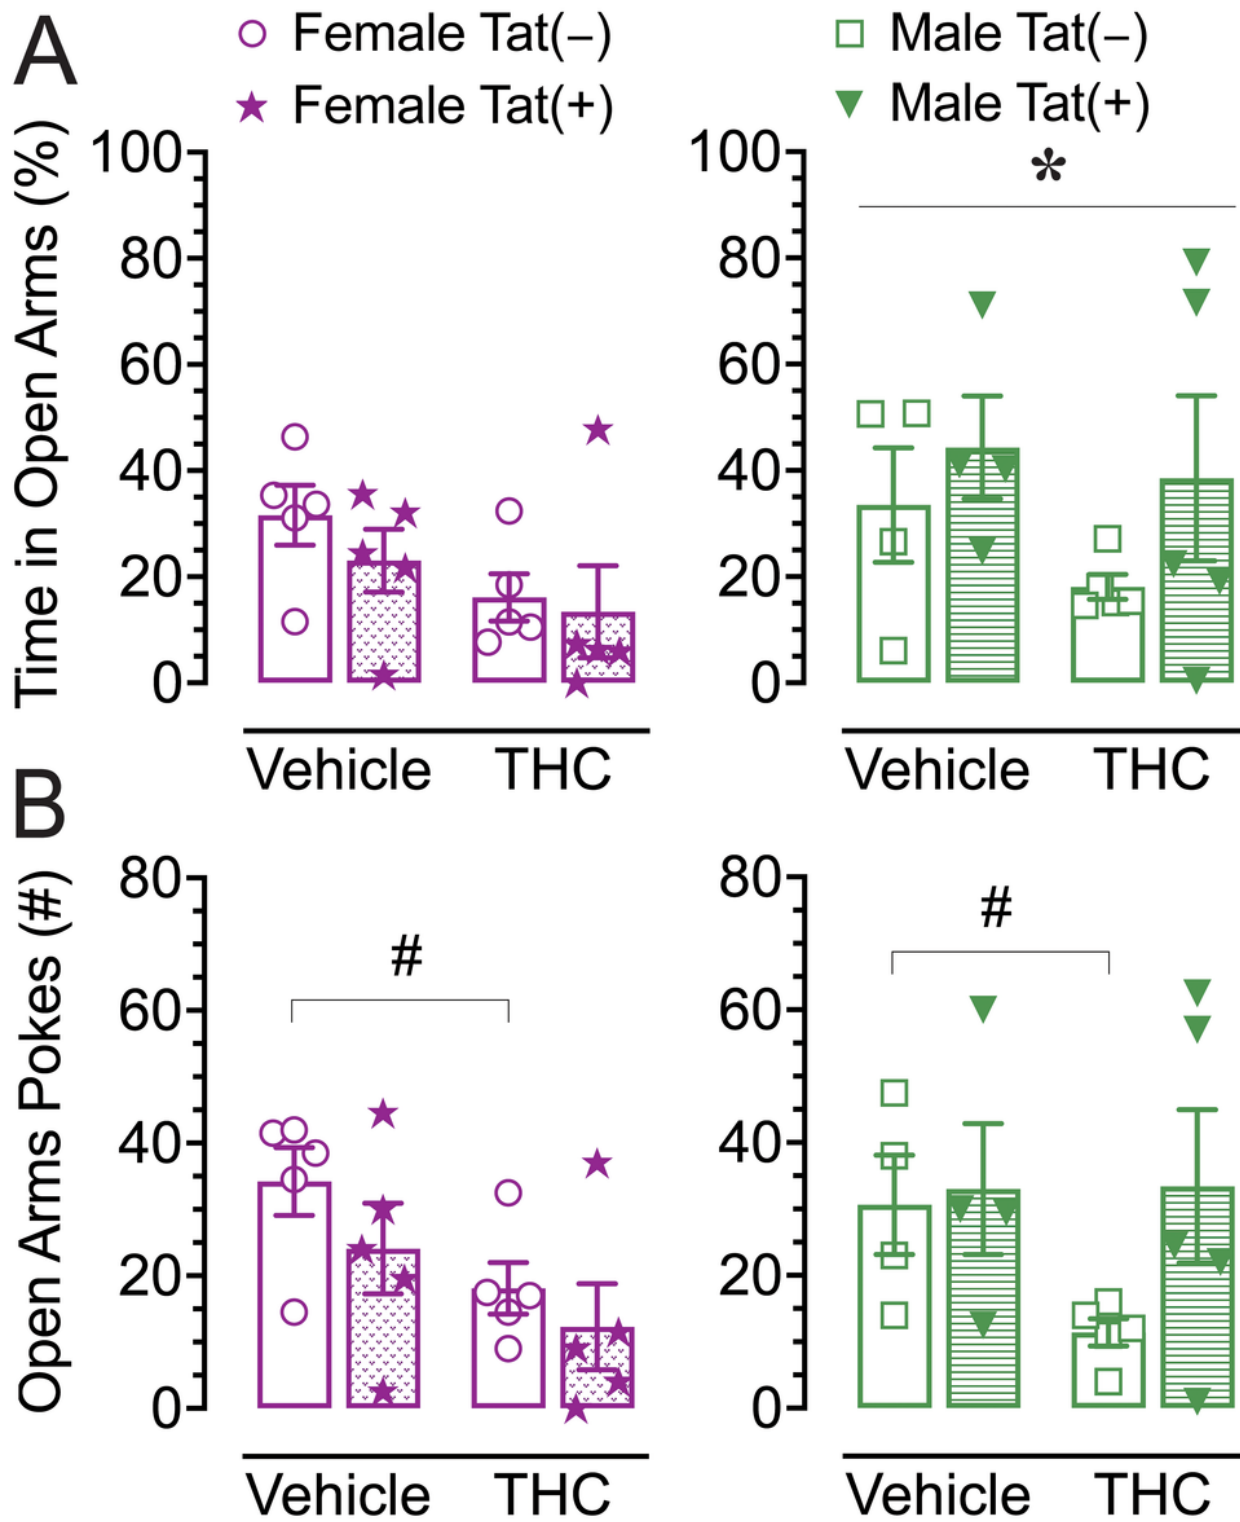 A
Female Tat(–)
Female Tat(+)
Male Tat(–)
Male Tat(+)
Time in Open Arms (%)
100
80
60
40
20
0
Vehicle THC
100
80
60
40
20
0
*
Vehicle THC
B
Open Arms Pokes (#)
80
60
40
20
0
#
Vehicle THC
80
60
40
20
0
#
Vehicle THC